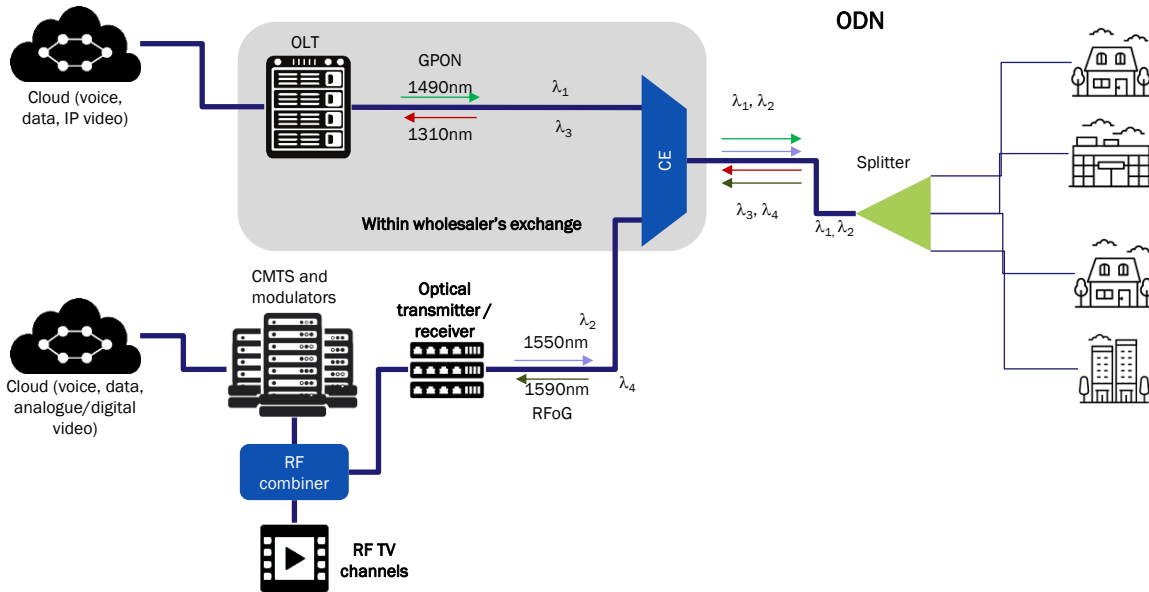 ODN
OLT
GPON
1490nm
λ1
1310nm
λ3
Cloud (voice,
data, IP video)
CE
λ1, λ2
Splitter
λ3, λ4
λ1, λ2
Within wholesaler's exchange
CMTS and
modulators
Optical
transmitter /
receiver
λ2
1550nm
1590nm
λ4
RFoG
Cloud (voice, data,
analogue/digital
video)
RF
combiner
RF TV
channels